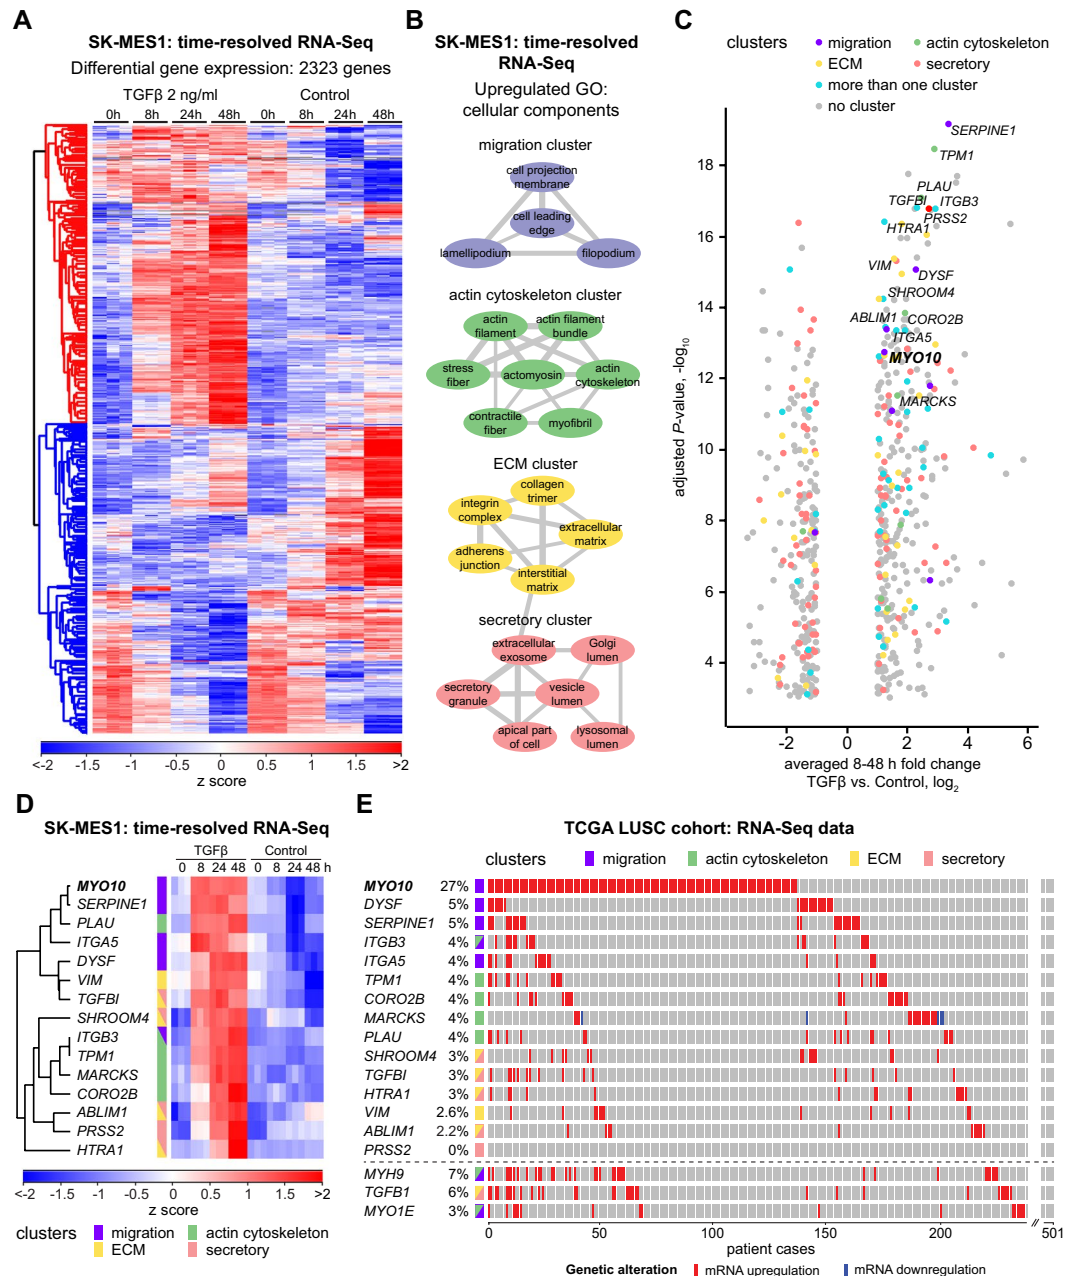 A
SK-MES1: time-resolved RNA-Seq
Differential gene expression: 2323 genes
TGFβ 2 ng/ml
Control
0h 8h 24h 48h 0h 8h 24h 48h
<-2 -1.5 -1 -0.5 0 0.5 1 1.5 >2
z score
B
SK-MES1: time-resolved
RNA-Seq
Upregulated GO:
cellular components
migration cluster
cell projection
membrane
cell leading
edge
lamellipodium
filopodium
actin cytoskeleton cluster
actin
filament
actin filament
bundle
stress
fiber
actomyosin
actin
cytoskeleton
contractile
fiber
myofibril
ECM cluster
collagen
trimer
integrin
complex
extracellular
matrix
adherens
junction
interstitial
matrix
secretory cluster
extracellular
exosome
Golgi
lumen
secretory
granule
vesicle
lumen
apical part
of cell
lysosomal
lumen
C
clusters
migration
actin cytoskeleton
ECM
secretory
more than one cluster
no cluster
adjusted P-value, -log10
18
16
14
12
10
8
6
4
SERPINE1
TPM1
PLAU
TGFBI
ITGB3
PRSS2
HTRA1
VIM
DYSF
SHROOM4
ABLIM1
CORO2B
ITGA5
MYO10
MARCKS
-2 0 2 4 6
averaged 8-48 h fold change
TGFβ vs. Control, log2
D
SK-MES1: time-resolved RNA-Seq
TGFβ
Control
0 8 24 48 0 8 24 48 h
MYO10
SERPINE1
PLAU
ITGA5
DYSF
VIM
TGFBI
SHROOM4
ITGB3
TPM1
MARCKS
CORO2B
ABLIM1
PRSS2
HTRA1
<-2 -1.5 -1 -0.5 0 0.5 1 1.5 >2
z score
clusters
migration
actin cytoskeleton
ECM
secretory
E
TCGA LUSC cohort: RNA-Seq data
clusters
migration
actin cytoskeleton
ECM
secretory
MYO10 27%
DYSF 5%
SERPINE1 5%
ITGB3 4%
ITGA5 4%
TPM1 4%
CORO2B 4%
MARCKS 4%
PLAU 4%
SHROOM4 3%
TGFBI 3%
HTRA1 3%
VIM 2.6%
ABLIM1 2.2%
PRSS2 0%
MYH9 7%
TGFB1 6%
MYO1E 3%
0 50 100 150 200 // 501
patient cases
Genetic alteration
mRNA upregulation
mRNA downregulation